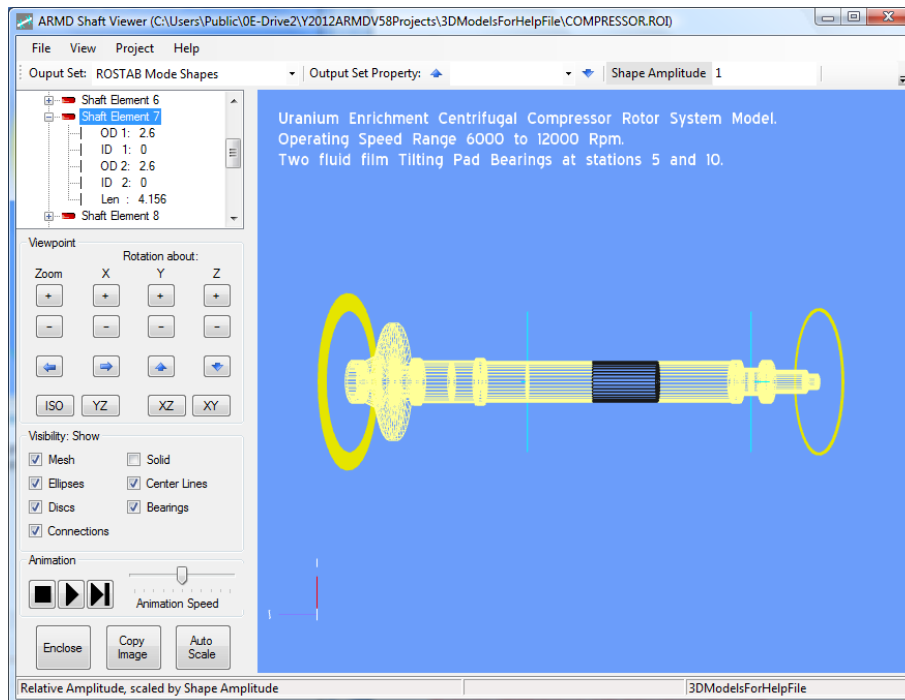 ARMD Shaft Viewer (C:\Users\Public\0E-Drive2\Y2012ARMDV58Projects\3DModelsForHelpFile\COMPRESSOR.ROI)
File View Project Help
Ouput Set: ROSTAB Mode Shapes Output Set Property: Shape Amplitude 1
Shaft Element 6
Shaft Element 7
OD 1: 2.6
ID 1: 0
OD 2: 2.6
ID 2: 0
Len : 4.156
Shaft Element 8
Uranium Enrichment Centrifugal Compressor Rotor System Model.
Operating Speed Range 6000 to 12000 Rpm.
Two fluid film Tilting Pad Bearings at stations 5 and 10.
Viewpoint
Rotation about:
Zoom X Y Z
+ + + +
- - - -
ISO YZ XZ XY
Visibility: Show
Mesh Solid
Ellipses Center Lines
Discs Bearings
Connections
Animation
Animation Speed
Enclose Copy Image Auto Scale
Relative Amplitude, scaled by Shape Amplitude 3DModelsForHelpFile